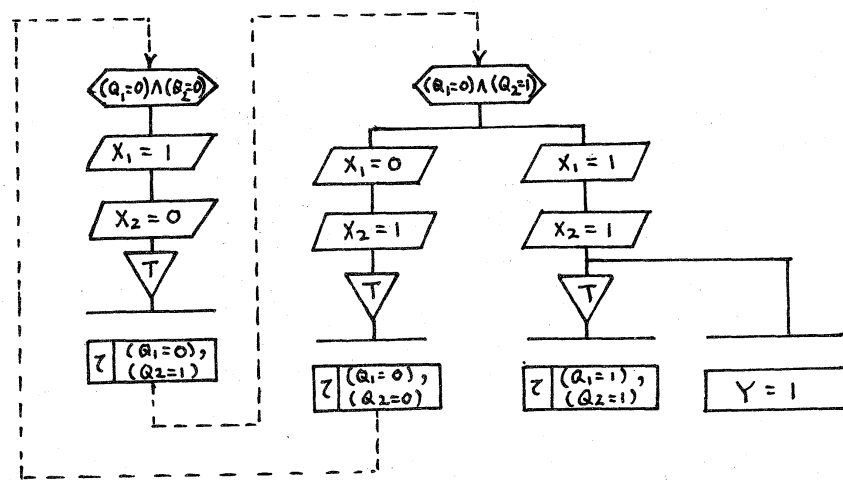 (Q₁=0)∧(Q₂=0)
X₁ = 1
X₂ = 0
T
τ (Q₁=0),
(Q2=1)
(Q₁=0)∧(Q₂=1)
X₁ = 0
X₂ = 1
T
τ (Q₁=0),
(Q2=0)
X₁ = 1
X₂ = 1
T
τ (Q₁=1),
(Q2=1)
Y = 1